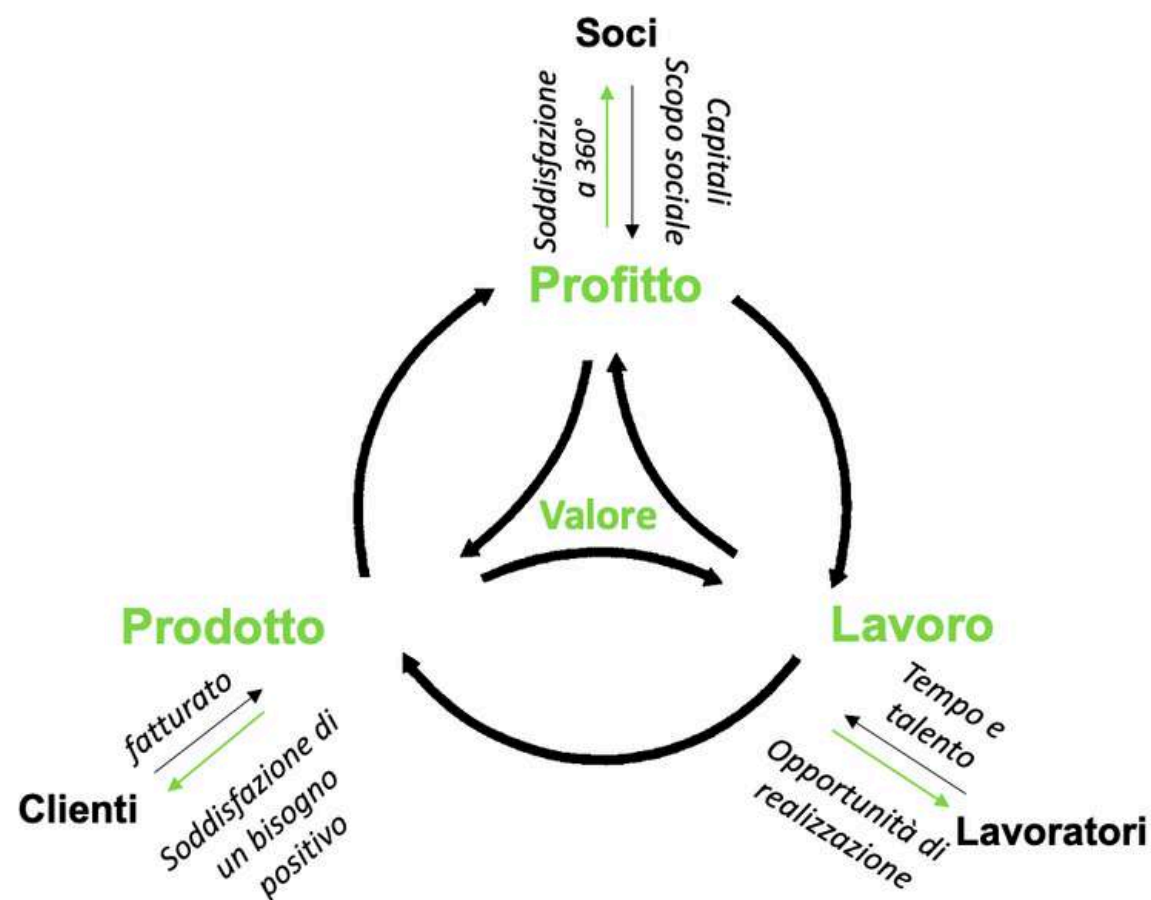 Soci
Soddisfazione
a 360°
Capitali
Scopo sociale
Profitto
Valore
Prodotto
Lavoro
fatturato
Clienti
Soddisfazione di
un bisogno
positivo
Tempo e
talento
Opportunità di
realizzazione
Lavoratori